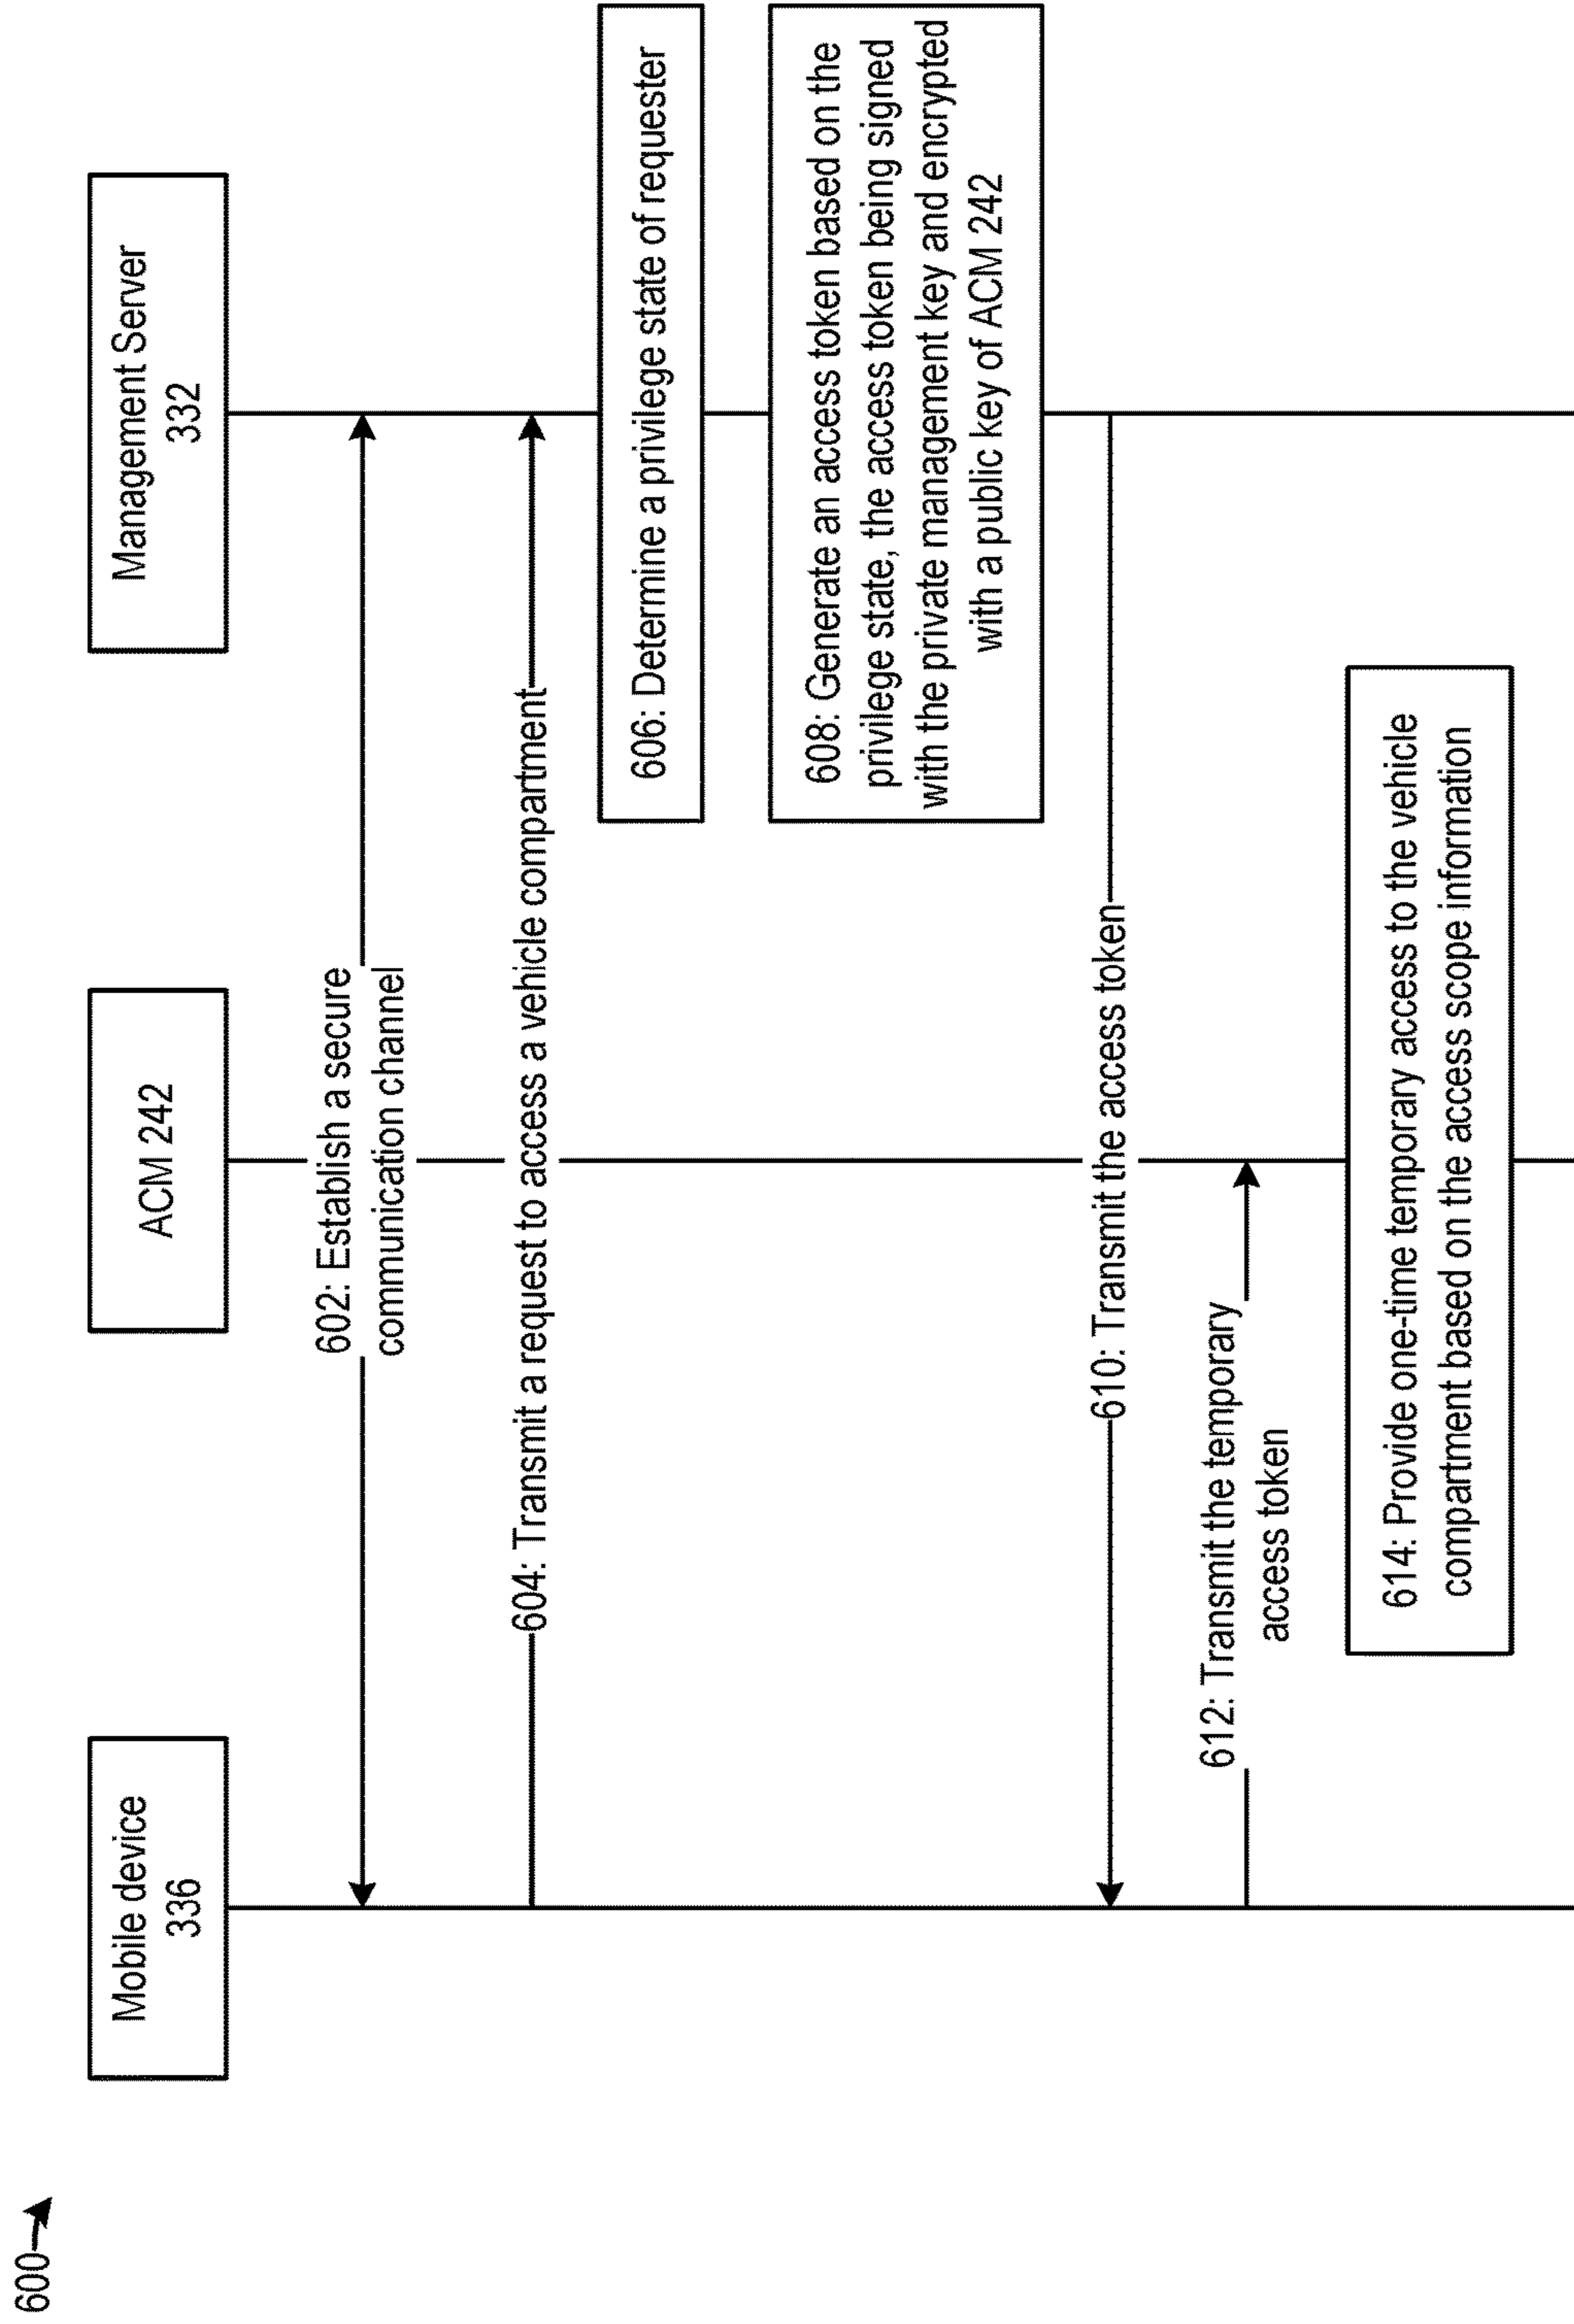 600
Mobile device
336
ACM 242
Management Server
332
602: Establish a secure
communication channel
604: Transmit a request to access a vehicle compartment
606: Determine a privilege state of requester
608: Generate an access token based on the
privilege state, the access token being signed
with the private management key and encrypted
with a public key of ACM 242
610: Transmit the access token
612: Transmit the temporary
access token
614: Provide one-time temporary access to the vehicle
compartment based on the access scope information